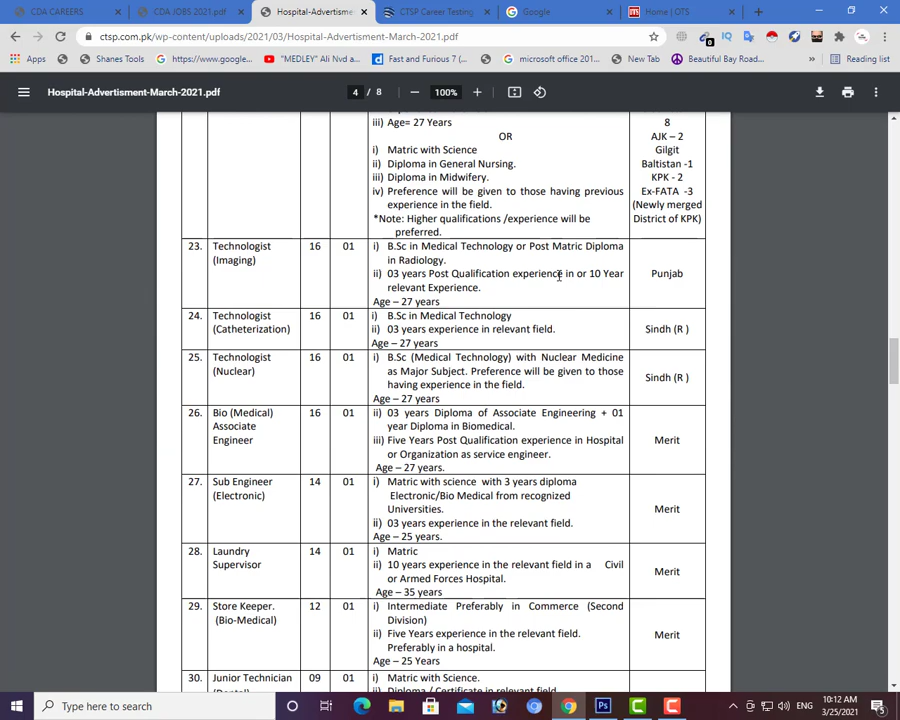 CDA CAREERS
CDA JOBS 2021.pdf
Hospital-Advertisme
CTSP Career Testing
Google
Home | OTS
ctsp.com.pk/wp-content/uploads/2021/03/Hospital-Advertisment-March-2021.pdf
Apps
Shanes Tools
https://www.google...
"MEDLEY" Ali Nvd a...
Fast and Furious 7 (...
microsoft office 201...
New Tab
Beautiful Bay Road...
Reading list
Hospital-Advertisment-March-2021.pdf
4 / 8
100%
iii) Age= 27 Years
OR
i) Matric with Science
ii) Diploma in General Nursing.
iii) Diploma in Midwifery.
iv) Preference will be given to those having previous
experience in the field.
*Note: Higher qualifications /experience will be
preferred.
8
AJK – 2
Gilgit
Baltistan -1
KPK - 2
Ex-FATA -3
(Newly merged
District of KPK)
23. Technologist (Imaging) 16 01
i) B.Sc in Medical Technology or Post Matric Diploma
in Radiology.
ii) 03 years Post Qualification experience in or 10 Year
relevant Experience.
Age – 27 years
Punjab
24. Technologist (Catheterization) 16 01
i) B.Sc in Medical Technology
ii) 03 years experience in relevant field.
Age – 27 years
Sindh (R )
25. Technologist (Nuclear) 16 01
i) B.Sc (Medical Technology) with Nuclear Medicine
as Major Subject. Preference will be given to those
having experience in the field.
Age – 27 years
Sindh (R )
26. Bio (Medical) Associate Engineer 16 01
ii) 03 years Diploma of Associate Engineering + 01
year Diploma in Biomedical.
iii) Five Years Post Qualification experience in Hospital
or Organization as service engineer.
Age – 27 years.
Merit
27. Sub Engineer (Electronic) 14 01
i) Matric with science with 3 years diploma
Electronic/Bio Medical from recognized
Universities.
ii) 03 years experience in the relevant field.
Age – 25 years.
Merit
28. Laundry Supervisor 14 01
i) Matric
ii) 10 years experience in the relevant field in a Civil
or Armed Forces Hospital.
Age – 35 years
Merit
29. Store Keeper. (Bio-Medical) 12 01
i) Intermediate Preferably in Commerce (Second
Division)
ii) Five Years experience in the relevant field.
Preferably in a hospital.
Age – 25 Years
Merit
30. Junior Technician (Dental) 09 01
i) Matric with Science.
ii) Diploma / Certificate in relevant field
Type here to search
ENG
10:12 AM
3/25/2021
5